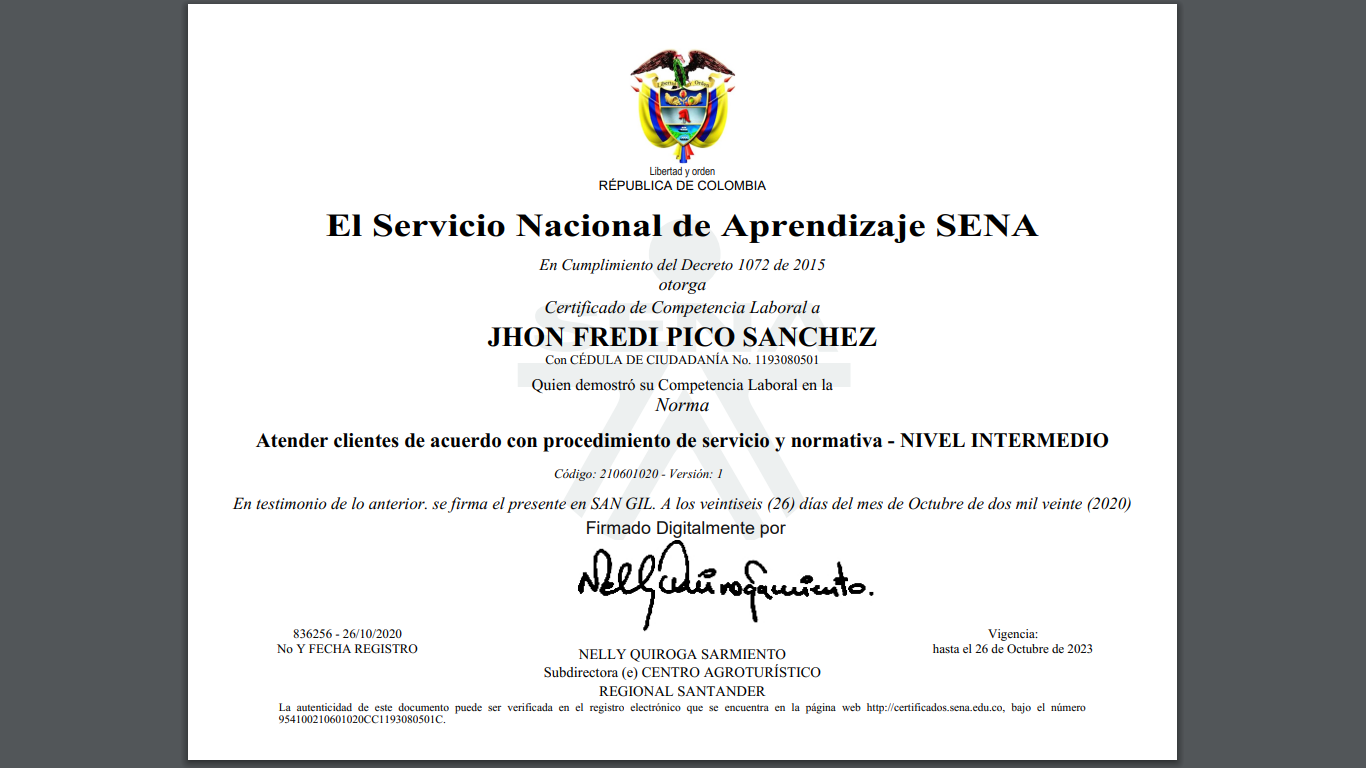 Libertad y Orden
Libertad y orden
RÉPUBLICA DE COLOMBIA
El Servicio Nacional de Aprendizaje SENA
En Cumplimiento del Decreto 1072 de 2015
otorga
SENA
Certificado de Competencia Laboral a
JHON FREDI PICO SANCHEZ
Con CÉDULA DE CIUDADANÍA No. 1193080501
Quien demostró su Competencia Laboral en la
Norma
Atender clientes de acuerdo con procedimiento de servicio y normativa - NIVEL INTERMEDIO
Código: 210601020 - Versión: 1
En testimonio de lo anterior. se firma el presente en SAN GIL. A los veintiseis (26) días del mes de Octubre de dos mil veinte (2020)
Firmado Digitalmente por
Nelly Quiroga Sarmiento.
836256 - 26/10/2020
No Y FECHA REGISTRO
NELLY QUIROGA SARMIENTO
Subdirectora (e) CENTRO AGROTURÍSTICO
REGIONAL SANTANDER
Vigencia:
hasta el 26 de Octubre de 2023
La autenticidad de este documento puede ser verificada en el registro electrónico que se encuentra en la página web http://certificados.sena.edu.co, bajo el número
954100210601020CC1193080501C.